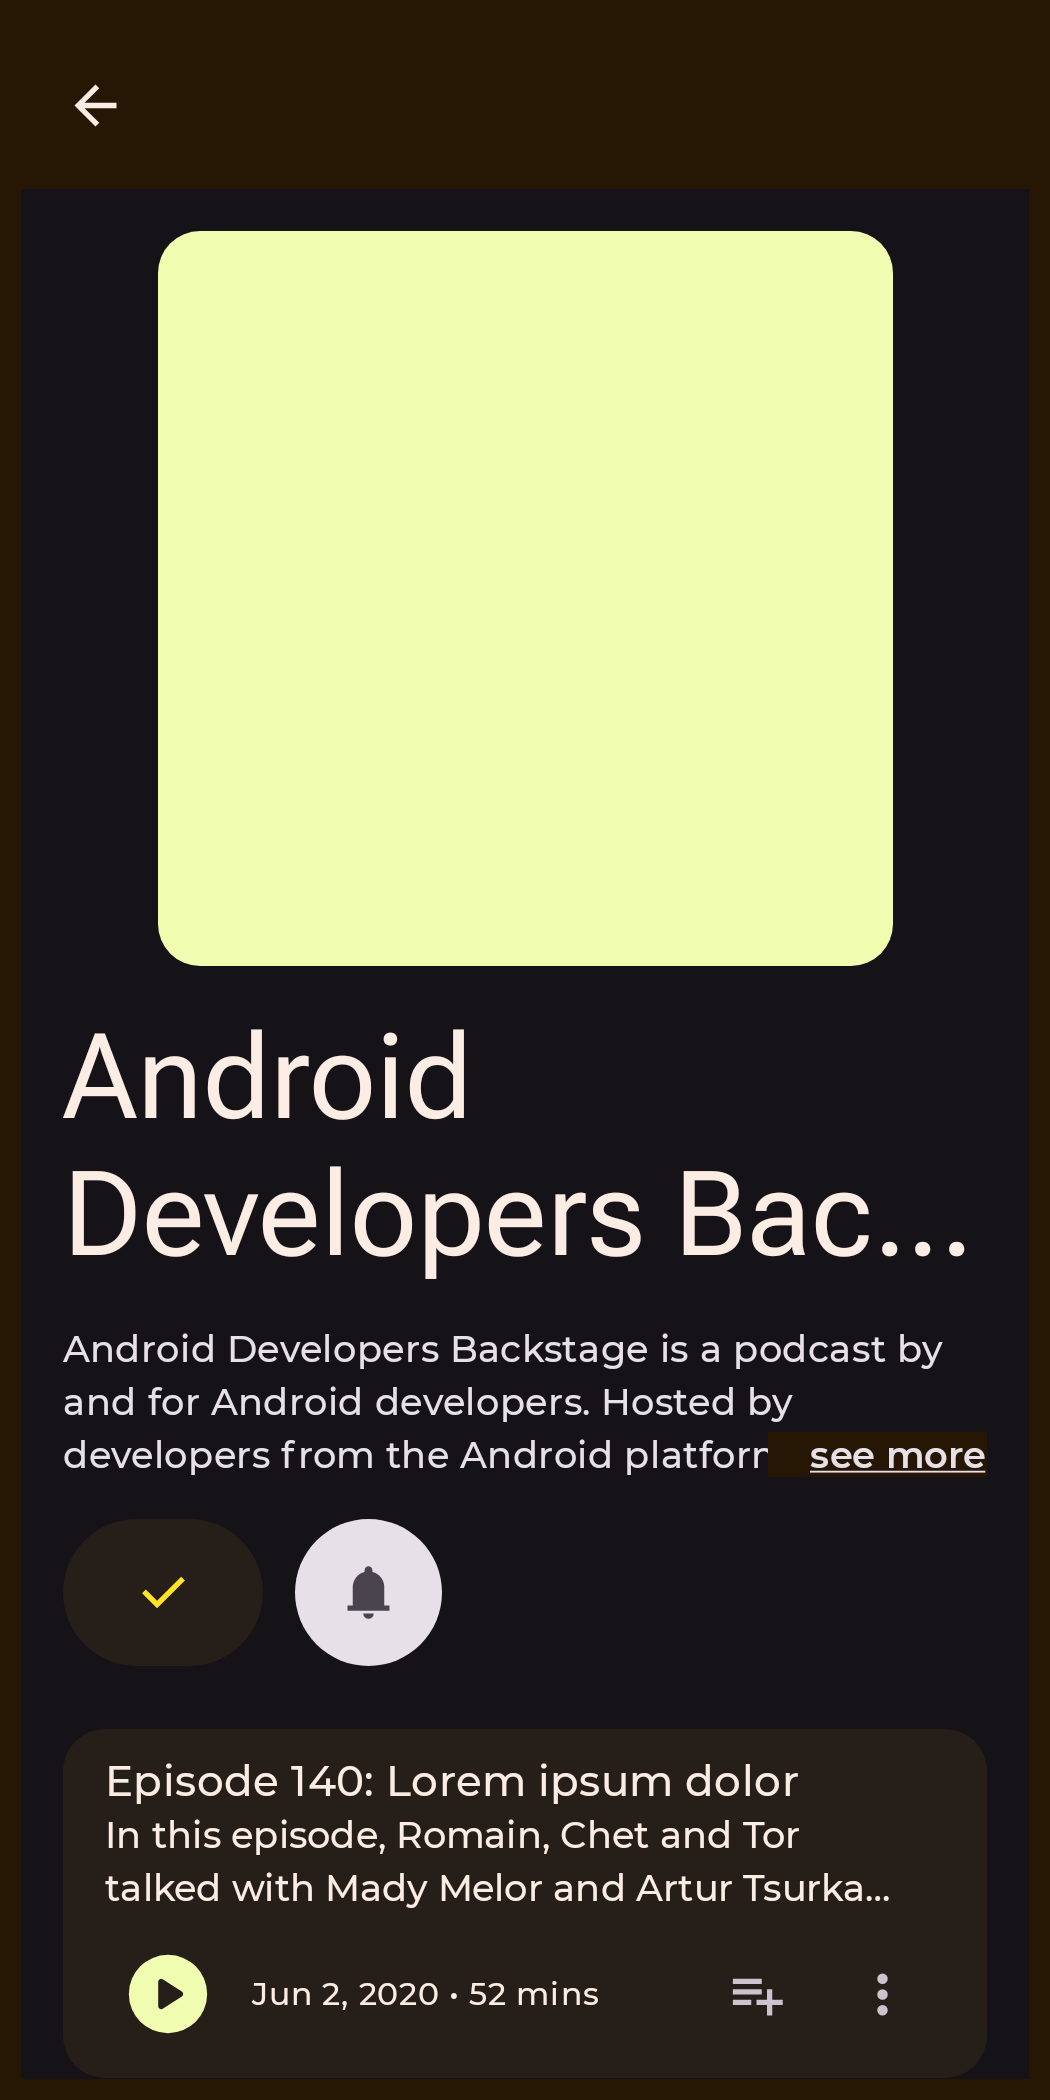 Android
Developers Bac...
Android Developers Backstage is a podcast by
and for Android developers. Hosted by
developers from the Android platforn see more
Episode 140: Lorem ipsum dolor
In this episode, Romain, Chet and Tor
talked with Mady Melor and Artur Tsurka...
Jun 2, 2020 • 52 mins